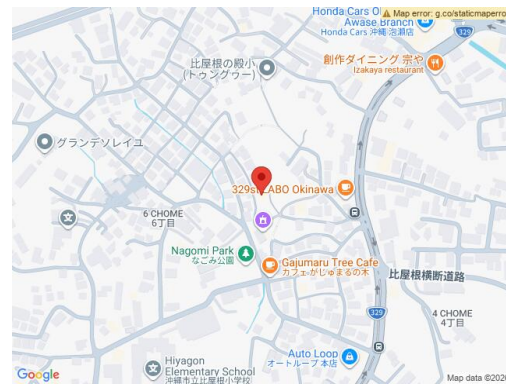 Honda Cars O
Map error: g.co/staticmaperro
Awase Branch
Honda Cars 沖縄 泡瀬店
329
比屋根の殿小
(トゥングヮー)
創作ダイニング 宗や
Izakaya restaurant
グランデソレイユ
329st.LABO Okinawa
6 CHOME
6丁目
Nagomi Park
なごみ公園
Gajumaru Tree Cafe
カフェ がじゅまるの木
比屋根横断道路
329
4 CHOME
4丁目
Hiyagon
Elementary School
沖縄市立比屋根小学校
Auto Loop
オートループ 本店
Google
Map data ©2026